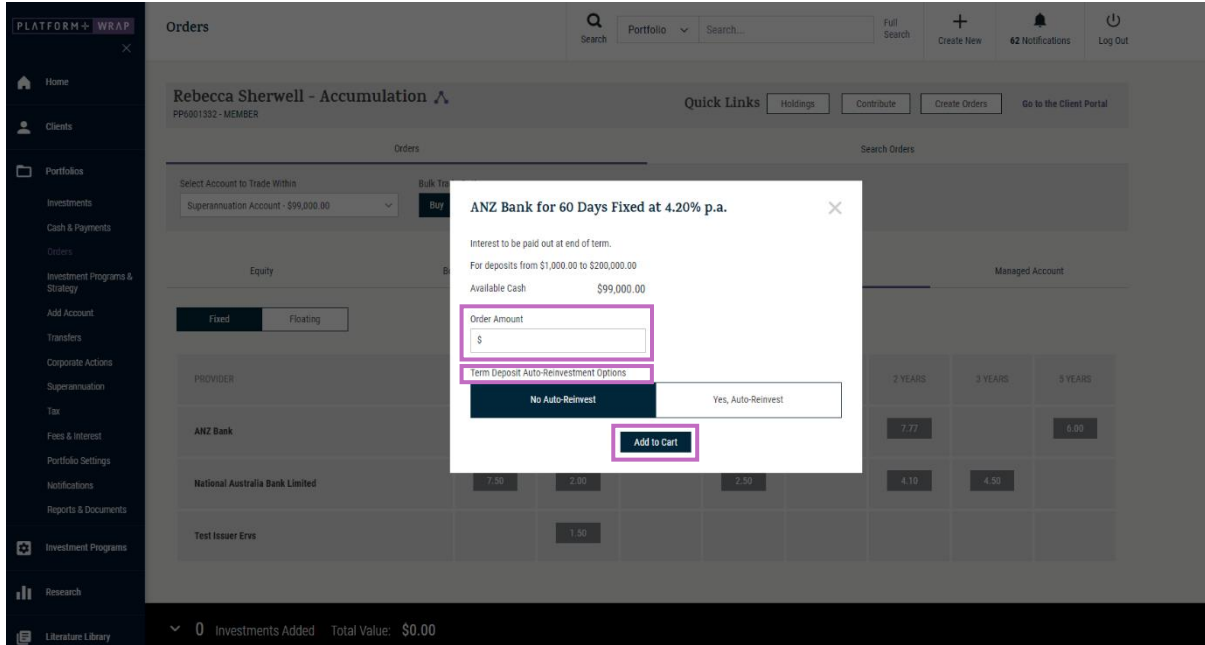 PLATFORM+ WRAP
Orders
Search
Portfolio
Search...
Full
Search
Create New
62 Notifications
Log Out
Home
Clients
Portfolios
Investments
Cash & Payments
Orders
Investment Programs &
Strategy
Add Account
Transfers
Corporate Actions
Superannuation
Tax
Fees & Interest
Portfolio Settings
Notifications
Reports & Documents
Investment Programs
Research
Literature Library
Rebecca Sherwell - Accumulation
PP6001332 - MEMBER
Quick Links
Holdings
Contribute
Create Orders
Go to the Client Portal
Orders
Search Orders
Select Account to Trade Within
Superannuation Account - $99,000.00
Bulk Tra
Buy
Equity
Managed Account
Fixed
Floating
PROVIDER
2 YEARS
3 YEARS
5 YEARS
ANZ Bank
7.77
6.00
National Australia Bank Limited
7.50
2.00
2.50
4.10
4.50
Test Issuer Ervs
1.50
ANZ Bank for 60 Days Fixed at 4.20% p.a.
Interest to be paid out at end of term.
For deposits from $1,000.00 to $200,000.00
Available Cash $99,000.00
Order Amount
$
Term Deposit Auto-Reinvestment Options
No Auto-Reinvest
Yes, Auto-Reinvest
Add to Cart
0 Investments Added Total Value: $0.00